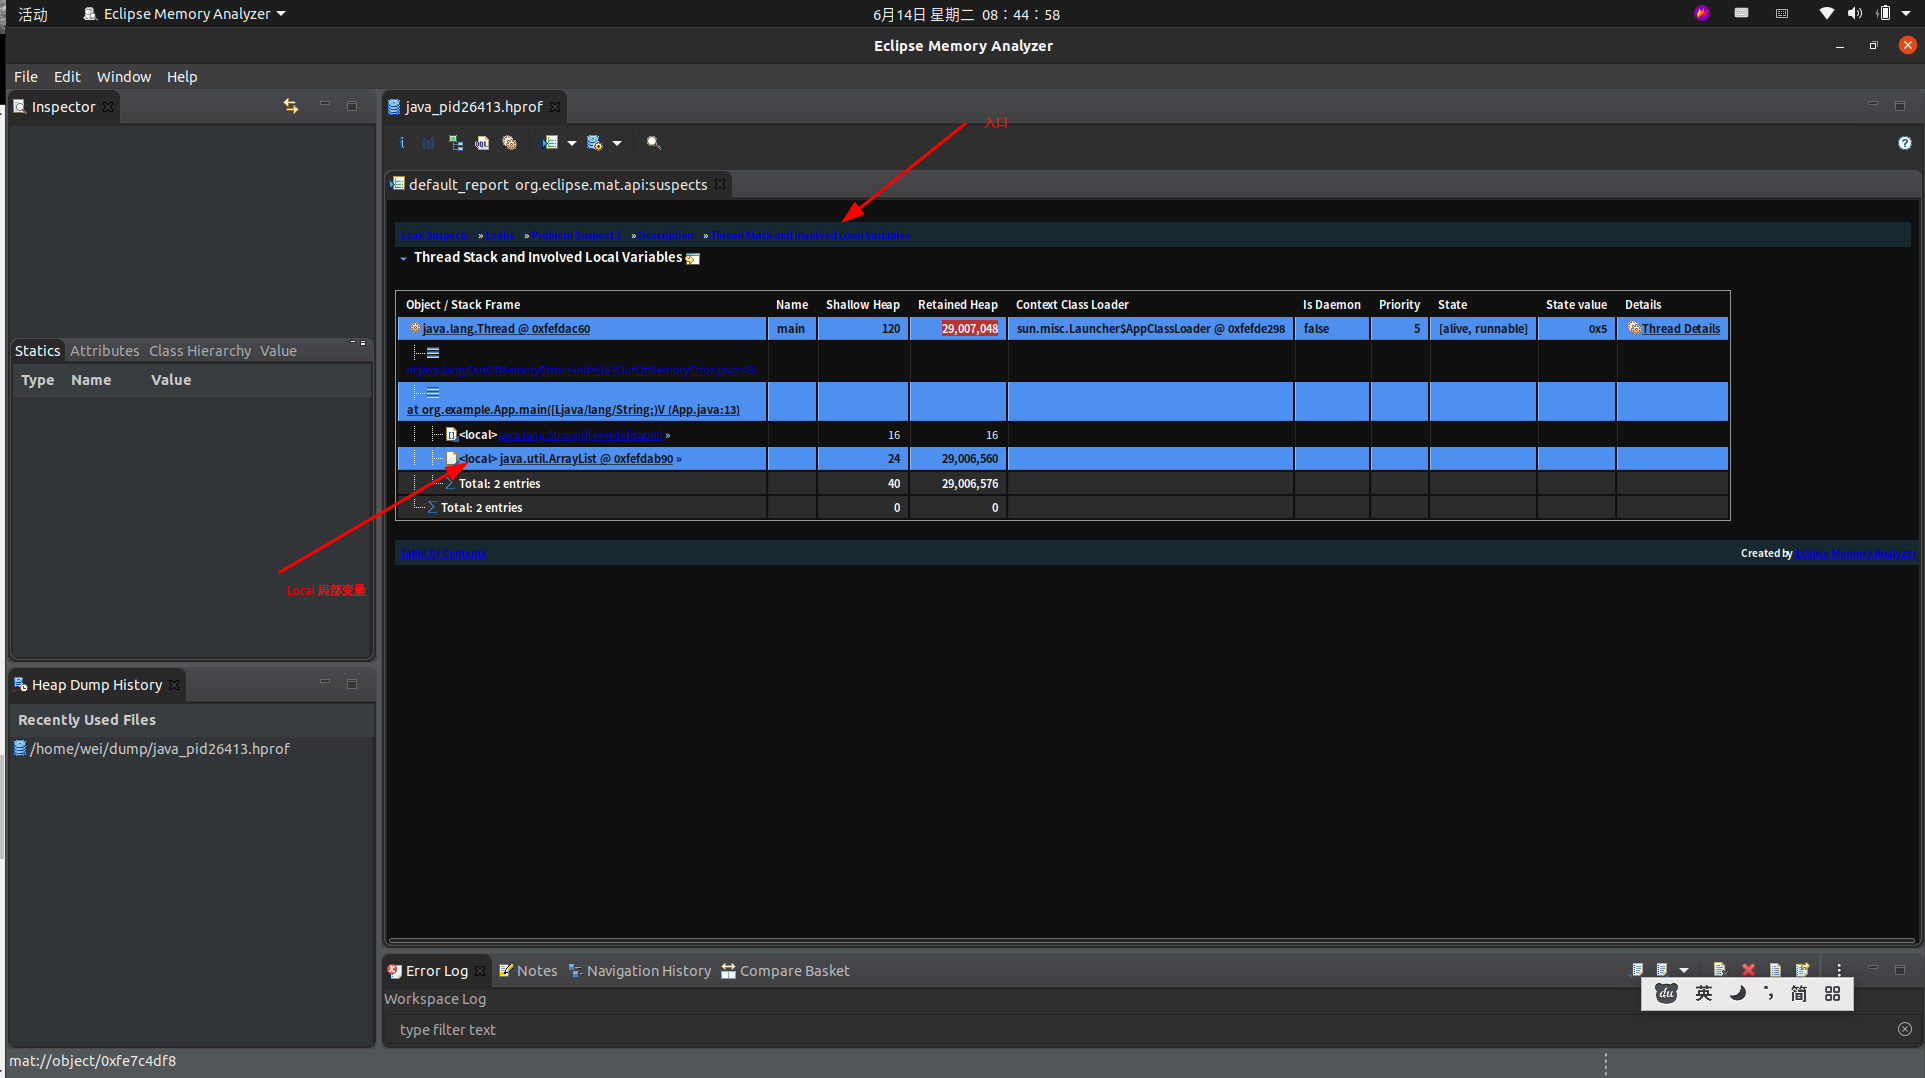 活动 Eclipse Memory Analyzer 6月14日 星期二 08：44：58
Eclipse Memory Analyzer
File Edit Window Help
Inspector
java_pid26413.hprof
入口
default_report org.eclipse.mat.api:suspects
Leak Suspects » Leaks » Problem Suspect 1 » Description » Thread Stack and Involved Local Variables
Thread Stack and Involved Local Variables
Object / Stack Frame Name Shallow Heap Retained Heap Context Class Loader Is Daemon Priority State State value Details
java.lang.Thread @ 0xfefdac60 main 120 29,007,048 sun.misc.Launcher$AppClassLoader @ 0xfefde298 false 5 [alive, runnable] 0x5 Thread Details
at java.lang.OutOfMemoryError.<init>()V (OutOfMemoryError.java:48)
at org.example.App.main([Ljava/lang/String;)V (App.java:13)
<local> java.lang.String[0] @ »
16 16
<local> java.util.ArrayList @ 0xfefdab90 » 24 29,006,560
Total: 2 entries 40 29,006,576
Total: 2 entries 0 0
Table Of Contents
Created by Eclipse Memory Analyzer
Statics Attributes Class Hierarchy Value
Type Name Value
Local 局部变量
Heap Dump History
Recently Used Files
/home/wei/dump/java_pid26413.hprof
Error Log Notes Navigation History Compare Basket
Workspace Log
du 英 简
type filter text
mat://object/0xfe7c4df8